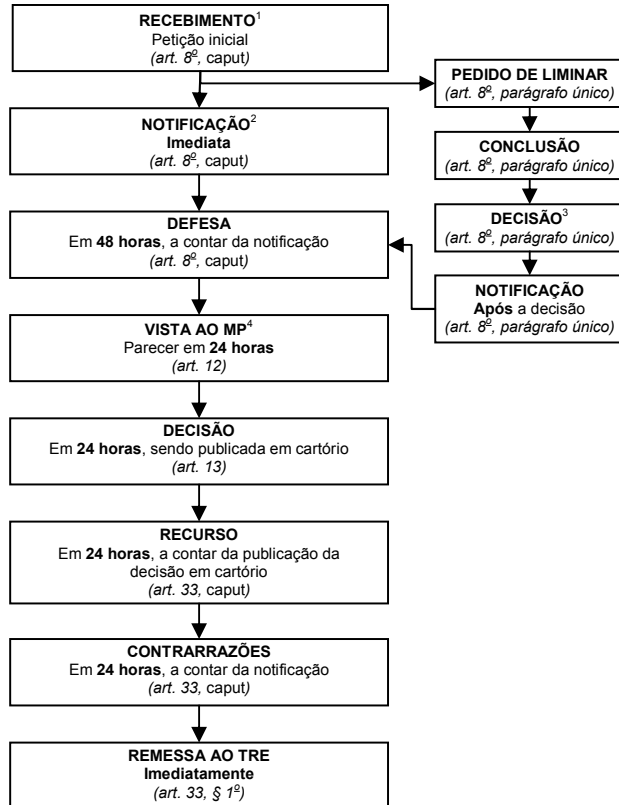 RECEBIMENTO¹
Petição inicial
(art. 8º, caput)
PEDIDO DE LIMINAR
(art. 8º, parágrafo único)
NOTIFICAÇÃO²
Imediata
(art. 8º, caput)
CONCLUSÃO
(art. 8º, parágrafo único)
DECISÃO³
(art. 8º, parágrafo único)
NOTIFICAÇÃO
Após a decisão
(art. 8º, parágrafo único)
DEFESA
Em 48 horas, a contar da notificação
(art. 8º, caput)
VISTA AO MP⁴
Parecer em 24 horas
(art. 12)
DECISÃO
Em 24 horas, sendo publicada em cartório
(art. 13)
RECURSO
Em 24 horas, a contar da publicação da
decisão em cartório
(art. 33, caput)
CONTRARRAZÕES
Em 24 horas, a contar da notificação
(art. 33, caput)
REMESSA AO TRE
Imediatamente
(art. 33, § 1º)